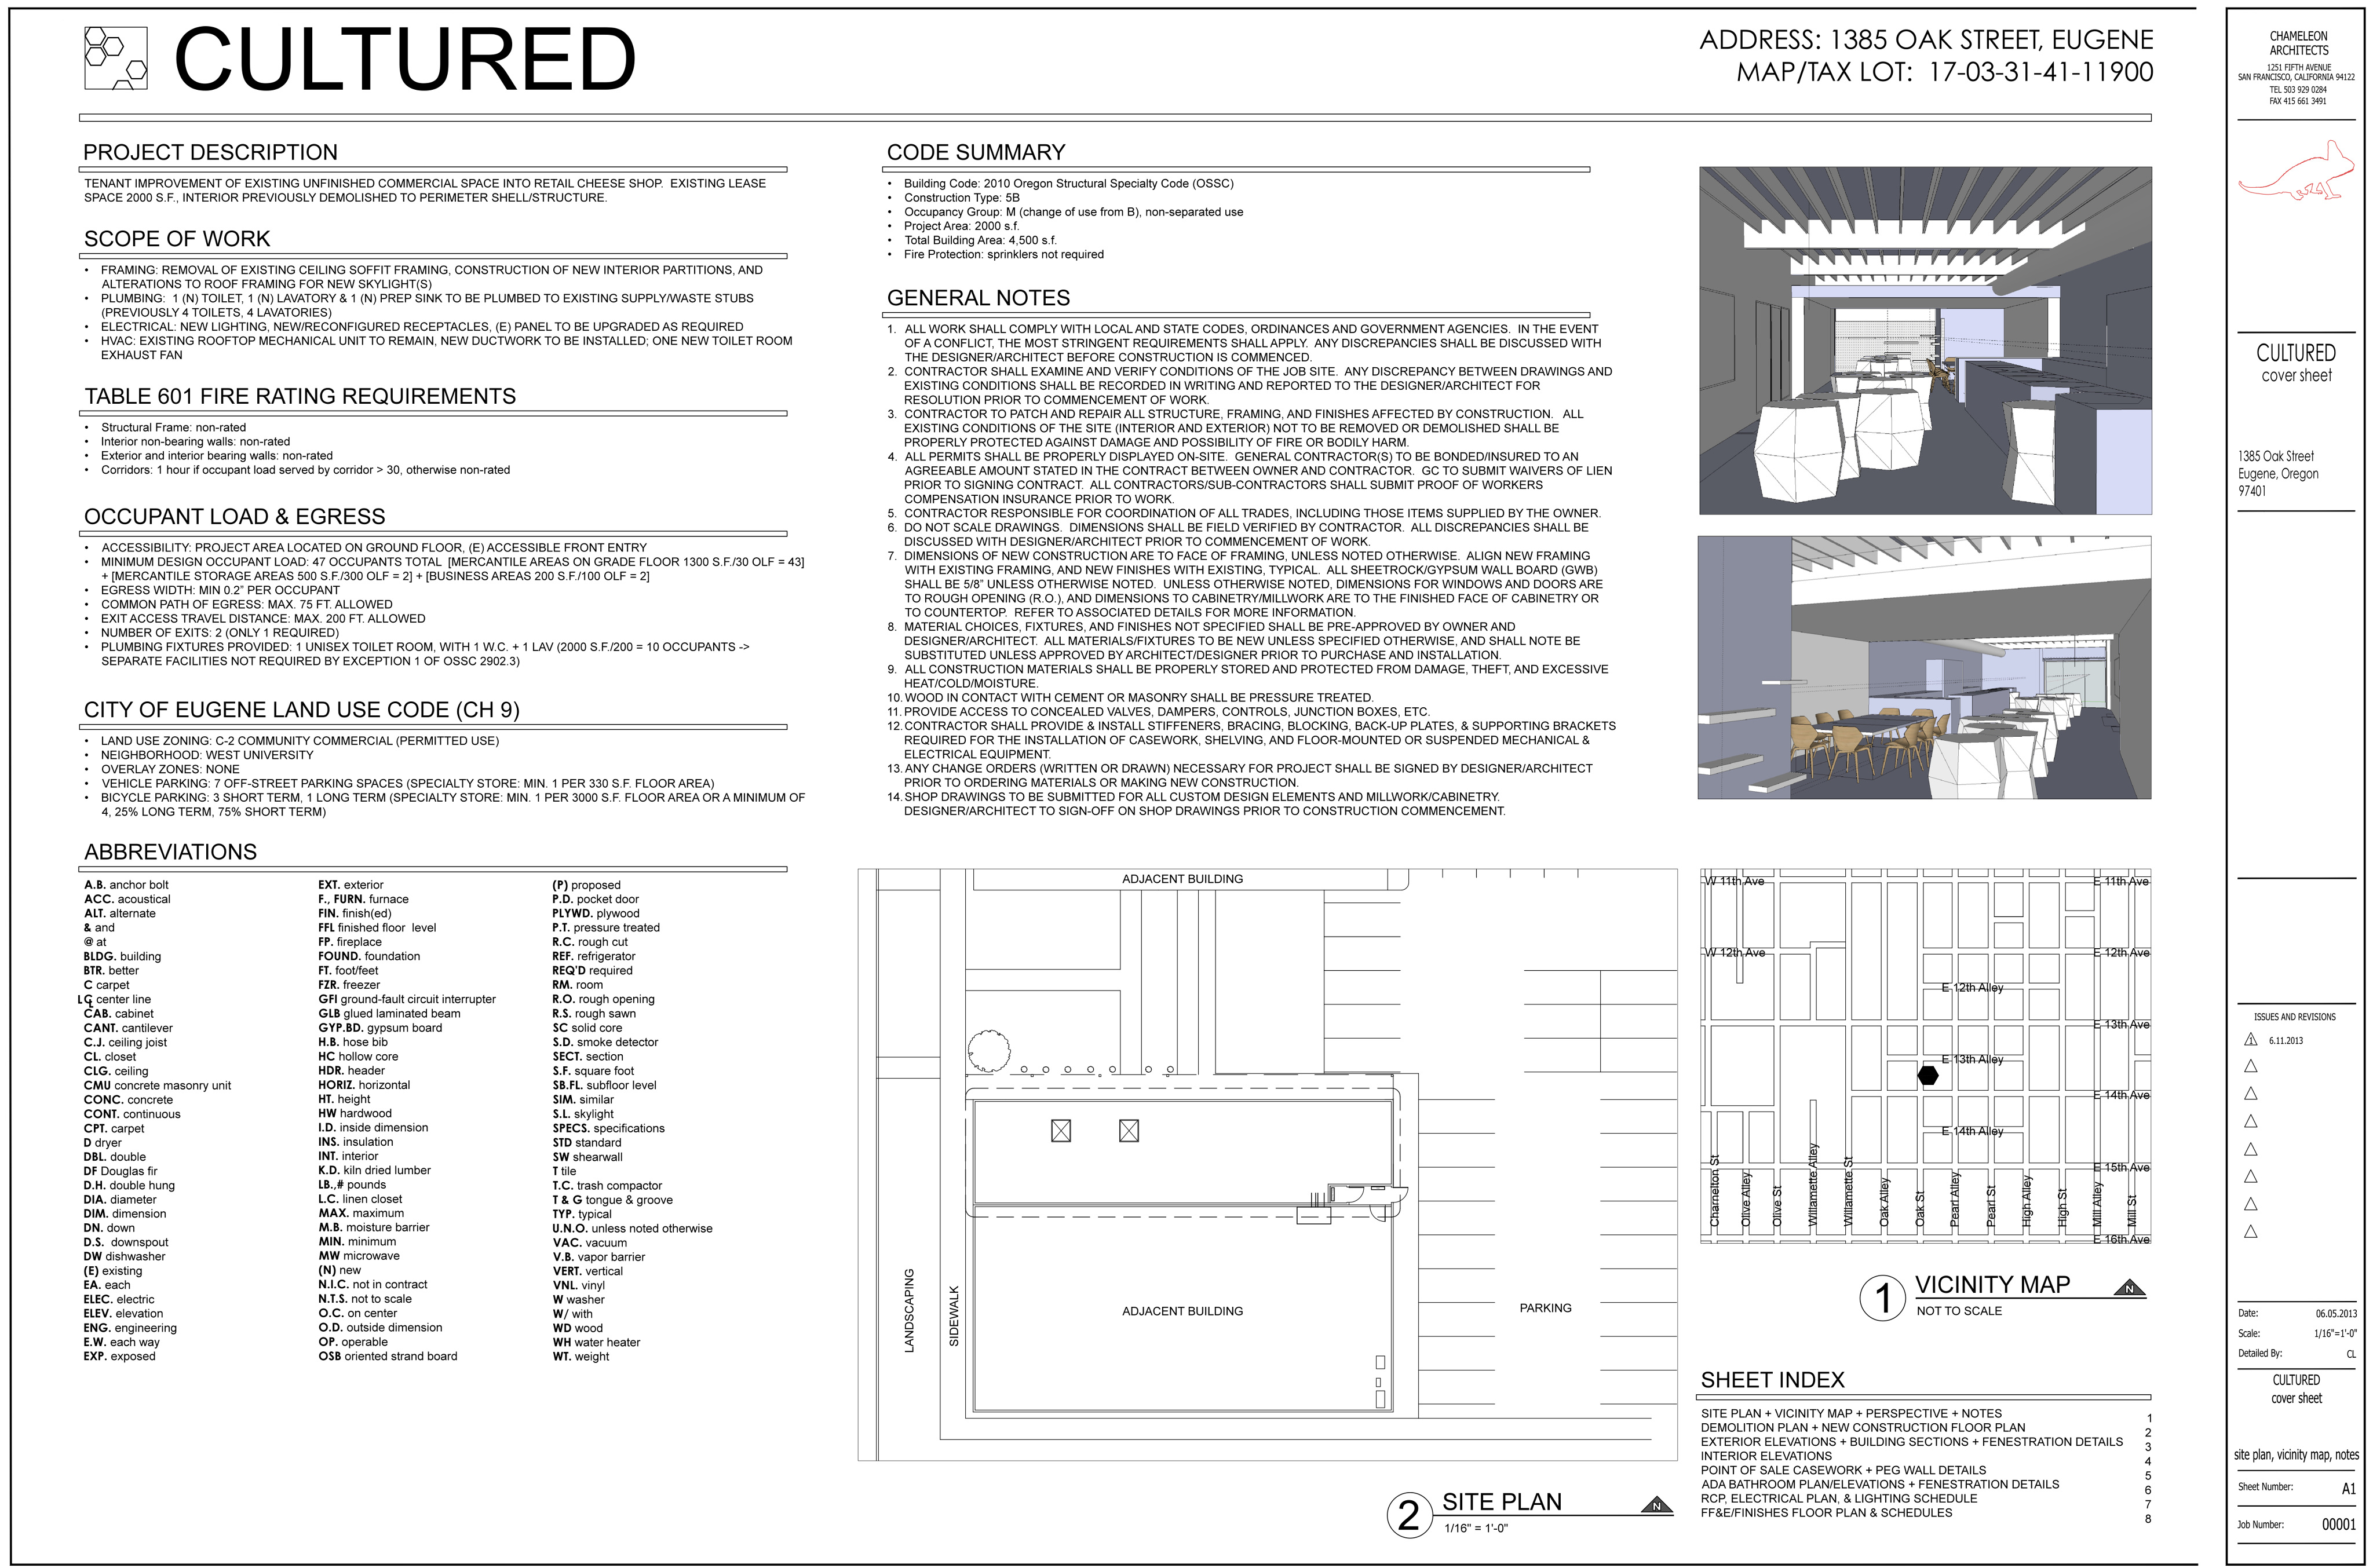 CULTURED
ADDRESS: 1385 OAK STREET, EUGENE
MAP/TAX LOT: 17-03-31-41-11900
PROJECT DESCRIPTION
TENANT IMPROVEMENT OF EXISTING UNFINISHED COMMERCIAL SPACE INTO RETAIL CHEESE SHOP. EXISTING LEASE
SPACE 2000 S.F., INTERIOR PREVIOUSLY DEMOLISHED TO PERIMETER SHELL/STRUCTURE.
SCOPE OF WORK
• FRAMING: REMOVAL OF EXISTING CEILING SOFFIT FRAMING, CONSTRUCTION OF NEW INTERIOR PARTITIONS, AND
ALTERATIONS TO ROOF FRAMING FOR NEW SKYLIGHT(S)
• PLUMBING: 1 (N) TOILET, 1 (N) LAVATORY & 1 (N) PREP SINK TO BE PLUMBED TO EXISTING SUPPLY/WASTE STUBS
(PREVIOUSLY 4 TOILETS, 4 LAVATORIES)
• ELECTRICAL: NEW LIGHTING, NEW/RECONFIGURED RECEPTACLES, (E) PANEL TO BE UPGRADED AS REQUIRED
• HVAC: EXISTING ROOFTOP MECHANICAL UNIT TO REMAIN, NEW DUCTWORK TO BE INSTALLED; ONE NEW TOILET ROOM
EXHAUST FAN
TABLE 601 FIRE RATING REQUIREMENTS
• Structural Frame: non-rated
• Interior non-bearing walls: non-rated
• Exterior and interior bearing walls: non-rated
• Corridors: 1 hour if occupant load served by corridor > 30, otherwise non-rated
OCCUPANT LOAD & EGRESS
• ACCESSIBILITY: PROJECT AREA LOCATED ON GROUND FLOOR, (E) ACCESSIBLE FRONT ENTRY
• MINIMUM DESIGN OCCUPANT LOAD: 47 OCCUPANTS TOTAL [MERCANTILE AREAS ON GRADE FLOOR 1300 S.F./30 OLF = 43]
+ [MERCANTILE STORAGE AREAS 500 S.F./300 OLF = 2] + [BUSINESS AREAS 200 S.F./100 OLF = 2]
• EGRESS WIDTH: MIN 0.2" PER OCCUPANT
• COMMON PATH OF EGRESS: MAX. 75 FT. ALLOWED
• EXIT ACCESS TRAVEL DISTANCE: MAX. 200 FT. ALLOWED
• NUMBER OF EXITS: 2 (ONLY 1 REQUIRED)
• PLUMBING FIXTURES PROVIDED: 1 UNISEX TOILET ROOM, WITH 1 W.C. + 1 LAV (2000 S.F./200 = 10 OCCUPANTS ->
SEPARATE FACILITIES NOT REQUIRED BY EXCEPTION 1 OF OSSC 2902.3)
CITY OF EUGENE LAND USE CODE (CH 9)
• LAND USE ZONING: C-2 COMMUNITY COMMERCIAL (PERMITTED USE)
• NEIGHBORHOOD: WEST UNIVERSITY
• OVERLAY ZONES: NONE
• VEHICLE PARKING: 7 OFF-STREET PARKING SPACES (SPECIALTY STORE: MIN. 1 PER 330 S.F. FLOOR AREA)
• BICYCLE PARKING: 3 SHORT TERM, 1 LONG TERM (SPECIALTY STORE: MIN. 1 PER 3000 S.F. FLOOR AREA OR A MINIMUM OF
4, 25% LONG TERM, 75% SHORT TERM)
ABBREVIATIONS
A.B. anchor bolt
ACC. acoustical
ALT. alternate
& and
@ at
BLDG. building
BTR. better
C carpet
LC center line
CAB. cabinet
CANT. cantilever
C.J. ceiling joist
CL. closet
CLG. ceiling
CMU concrete masonry unit
CONC. concrete
CONT. continuous
CPT. carpet
D dryer
DBL. double
DF Douglas fir
D.H. double hung
DIA. diameter
DIM. dimension
DN. down
D.S. downspout
DW dishwasher
(E) existing
EA. each
ELEC. electric
ELEV. elevation
ENG. engineering
E.W. each way
EXP. exposed
EXT. exterior
F., FURN. furnace
FIN. finish(ed)
FFL finished floor level
FP. fireplace
FOUND. foundation
FT. foot/feet
FZR. freezer
GFI ground-fault circuit interrupter
GLB glued laminated beam
GYP.BD. gypsum board
H.B. hose bib
HC hollow core
HDR. header
HORIZ. horizontal
HT. height
HW hardwood
I.D. inside dimension
INS. insulation
INT. interior
K.D. kiln dried lumber
LB.,# pounds
L.C. linen closet
MAX. maximum
M.B. moisture barrier
MIN. minimum
MW microwave
(N) new
N.I.C. not in contract
N.T.S. not to scale
O.C. on center
O.D. outside dimension
OP. operable
OSB oriented strand board
(P) proposed
P.D. pocket door
PLYWD. plywood
P.T. pressure treated
R.C. rough cut
REF. refrigerator
REQ'D required
RM. room
R.O. rough opening
R.S. rough sawn
SC solid core
S.D. smoke detector
SECT. section
S.F. square foot
SB.FL. subfloor level
SIM. similar
S.L. skylight
SPECS. specifications
STD standard
SW shearwall
T tile
T.C. trash compactor
T & G tongue & groove
TYP. typical
U.N.O. unless noted otherwise
VAC. vacuum
V.B. vapor barrier
VERT. vertical
VNL. vinyl
W washer
W/ with
WD wood
WH water heater
WT. weight
CODE SUMMARY
• Building Code: 2010 Oregon Structural Specialty Code (OSSC)
• Construction Type: 5B
• Occupancy Group: M (change of use from B), non-separated use
• Project Area: 2000 s.f.
• Total Building Area: 4,500 s.f.
• Fire Protection: sprinklers not required
GENERAL NOTES
1. ALL WORK SHALL COMPLY WITH LOCAL AND STATE CODES, ORDINANCES AND GOVERNMENT AGENCIES. IN THE EVENT
OF A CONFLICT, THE MOST STRINGENT REQUIREMENTS SHALL APPLY. ANY DISCREPANCIES SHALL BE DISCUSSED WITH
THE DESIGNER/ARCHITECT BEFORE CONSTRUCTION IS COMMENCED.
2. CONTRACTOR SHALL EXAMINE AND VERIFY CONDITIONS OF THE JOB SITE. ANY DISCREPANCY BETWEEN DRAWINGS AND
EXISTING CONDITIONS SHALL BE RECORDED IN WRITING AND REPORTED TO THE DESIGNER/ARCHITECT FOR
RESOLUTION PRIOR TO COMMENCEMENT OF WORK.
3. CONTRACTOR TO PATCH AND REPAIR ALL STRUCTURE, FRAMING, AND FINISHES AFFECTED BY CONSTRUCTION. ALL
EXISTING CONDITIONS OF THE SITE (INTERIOR AND EXTERIOR) NOT TO BE REMOVED OR DEMOLISHED SHALL BE
PROPERLY PROTECTED AGAINST DAMAGE AND POSSIBILITY OF FIRE OR BODILY HARM.
4. ALL PERMITS SHALL BE PROPERLY DISPLAYED ON-SITE. GENERAL CONTRACTOR(S) TO BE BONDED/INSURED TO AN
AGREEABLE AMOUNT STATED IN THE CONTRACT BETWEEN OWNER AND CONTRACTOR. GC TO SUBMIT WAIVERS OF LIEN
PRIOR TO SIGNING CONTRACT. ALL CONTRACTORS/SUB-CONTRACTORS SHALL SUBMIT PROOF OF WORKERS
COMPENSATION INSURANCE PRIOR TO WORK.
5. CONTRACTOR RESPONSIBLE FOR COORDINATION OF ALL TRADES, INCLUDING THOSE ITEMS SUPPLIED BY THE OWNER.
6. DO NOT SCALE DRAWINGS. DIMENSIONS SHALL BE FIELD VERIFIED BY CONTRACTOR. ALL DISCREPANCIES SHALL BE
DISCUSSED WITH DESIGNER/ARCHITECT PRIOR TO COMMENCEMENT OF WORK.
7. DIMENSIONS OF NEW CONSTRUCTION ARE TO FACE OF FRAMING, UNLESS NOTED OTHERWISE. ALIGN NEW FRAMING
WITH EXISTING FRAMING, AND NEW FINISHES WITH EXISTING, TYPICAL. ALL SHEETROCK/GYPSUM WALL BOARD (GWB)
SHALL BE 5/8" UNLESS OTHERWISE NOTED. UNLESS OTHERWISE NOTED, DIMENSIONS FOR WINDOWS AND DOORS ARE
TO ROUGH OPENING (R.O.), AND DIMENSIONS TO CABINETRY/MILLWORK ARE TO THE FINISHED FACE OF CABINETRY OR
TO COUNTERTOP. REFER TO ASSOCIATED DETAILS FOR MORE INFORMATION.
8. MATERIAL CHOICES, FIXTURES, AND FINISHES NOT SPECIFIED SHALL BE PRE-APPROVED BY OWNER AND
DESIGNER/ARCHITECT. ALL MATERIALS/FIXTURES TO BE NEW UNLESS SPECIFIED OTHERWISE, AND SHALL NOTE BE
SUBSTITUTED UNLESS APPROVED BY ARCHITECT/DESIGNER PRIOR TO PURCHASE AND INSTALLATION.
9. ALL CONSTRUCTION MATERIALS SHALL BE PROPERLY STORED AND PROTECTED FROM DAMAGE, THEFT, AND EXCESSIVE
HEAT/COLD/MOISTURE.
10. WOOD IN CONTACT WITH CEMENT OR MASONRY SHALL BE PRESSURE TREATED.
11. PROVIDE ACCESS TO CONCEALED VALVES, DAMPERS, CONTROLS, JUNCTION BOXES, ETC.
12. CONTRACTOR SHALL PROVIDE & INSTALL STIFFENERS, BRACING, BLOCKING, BACK-UP PLATES, & SUPPORTING BRACKETS
REQUIRED FOR THE INSTALLATION OF CASEWORK, SHELVING, AND FLOOR-MOUNTED OR SUSPENDED MECHANICAL &
ELECTRICAL EQUIPMENT.
13. ANY CHANGE ORDERS (WRITTEN OR DRAWN) NECESSARY FOR PROJECT SHALL BE SIGNED BY DESIGNER/ARCHITECT
PRIOR TO ORDERING MATERIALS OR MAKING NEW CONSTRUCTION.
14. SHOP DRAWINGS TO BE SUBMITTED FOR ALL CUSTOM DESIGN ELEMENTS AND MILLWORK/CABINETRY.
DESIGNER/ARCHITECT TO SIGN-OFF ON SHOP DRAWINGS PRIOR TO CONSTRUCTION COMMENCEMENT.
ADJACENT BUILDING
LANDSCAPING
SIDEWALK
ADJACENT BUILDING
PARKING
2
SITE PLAN
N
1/16" = 1'-0"
W 11th Ave
E 11th Ave
W 12th Ave
E 12th Ave
E 12th Alley
E 13th Ave
E 13th Alley
E 14th Ave
E 14th Alley
E 15th Ave
Charnelton St
Olive Alley
Olive St
Willamette Alley
Willamette St
Oak Alley
Oak St
Pearl Alley
Pearl St
High Alley
High St
Mill Alley
Mill St
E 16th Ave
1
VICINITY MAP
N
NOT TO SCALE
SHEET INDEX
SITE PLAN + VICINITY MAP + PERSPECTIVE + NOTES 1
DEMOLITION PLAN + NEW CONSTRUCTION FLOOR PLAN 2
EXTERIOR ELEVATIONS + BUILDING SECTIONS + FENESTRATION DETAILS 3
INTERIOR ELEVATIONS 4
POINT OF SALE CASEWORK + PEG WALL DETAILS 5
ADA BATHROOM PLAN/ELEVATIONS + FENESTRATION DETAILS 6
RCP, ELECTRICAL PLAN, & LIGHTING SCHEDULE 7
FF&E/FINISHES FLOOR PLAN & SCHEDULES 8
CHAMELEON
ARCHITECTS
1251 FIFTH AVENUE
SAN FRANCISCO, CALIFORNIA 94122
TEL 503 929 0284
FAX 415 661 3491
CULTURED
cover sheet
1385 Oak Street
Eugene, Oregon
97401
ISSUES AND REVISIONS
1 6.11.2013
Date: 06.05.2013
Scale: 1/16"=1'-0"
Detailed By: CL
CULTURED
cover sheet
site plan, vicinity map, notes
Sheet Number: A1
Job Number: 00001